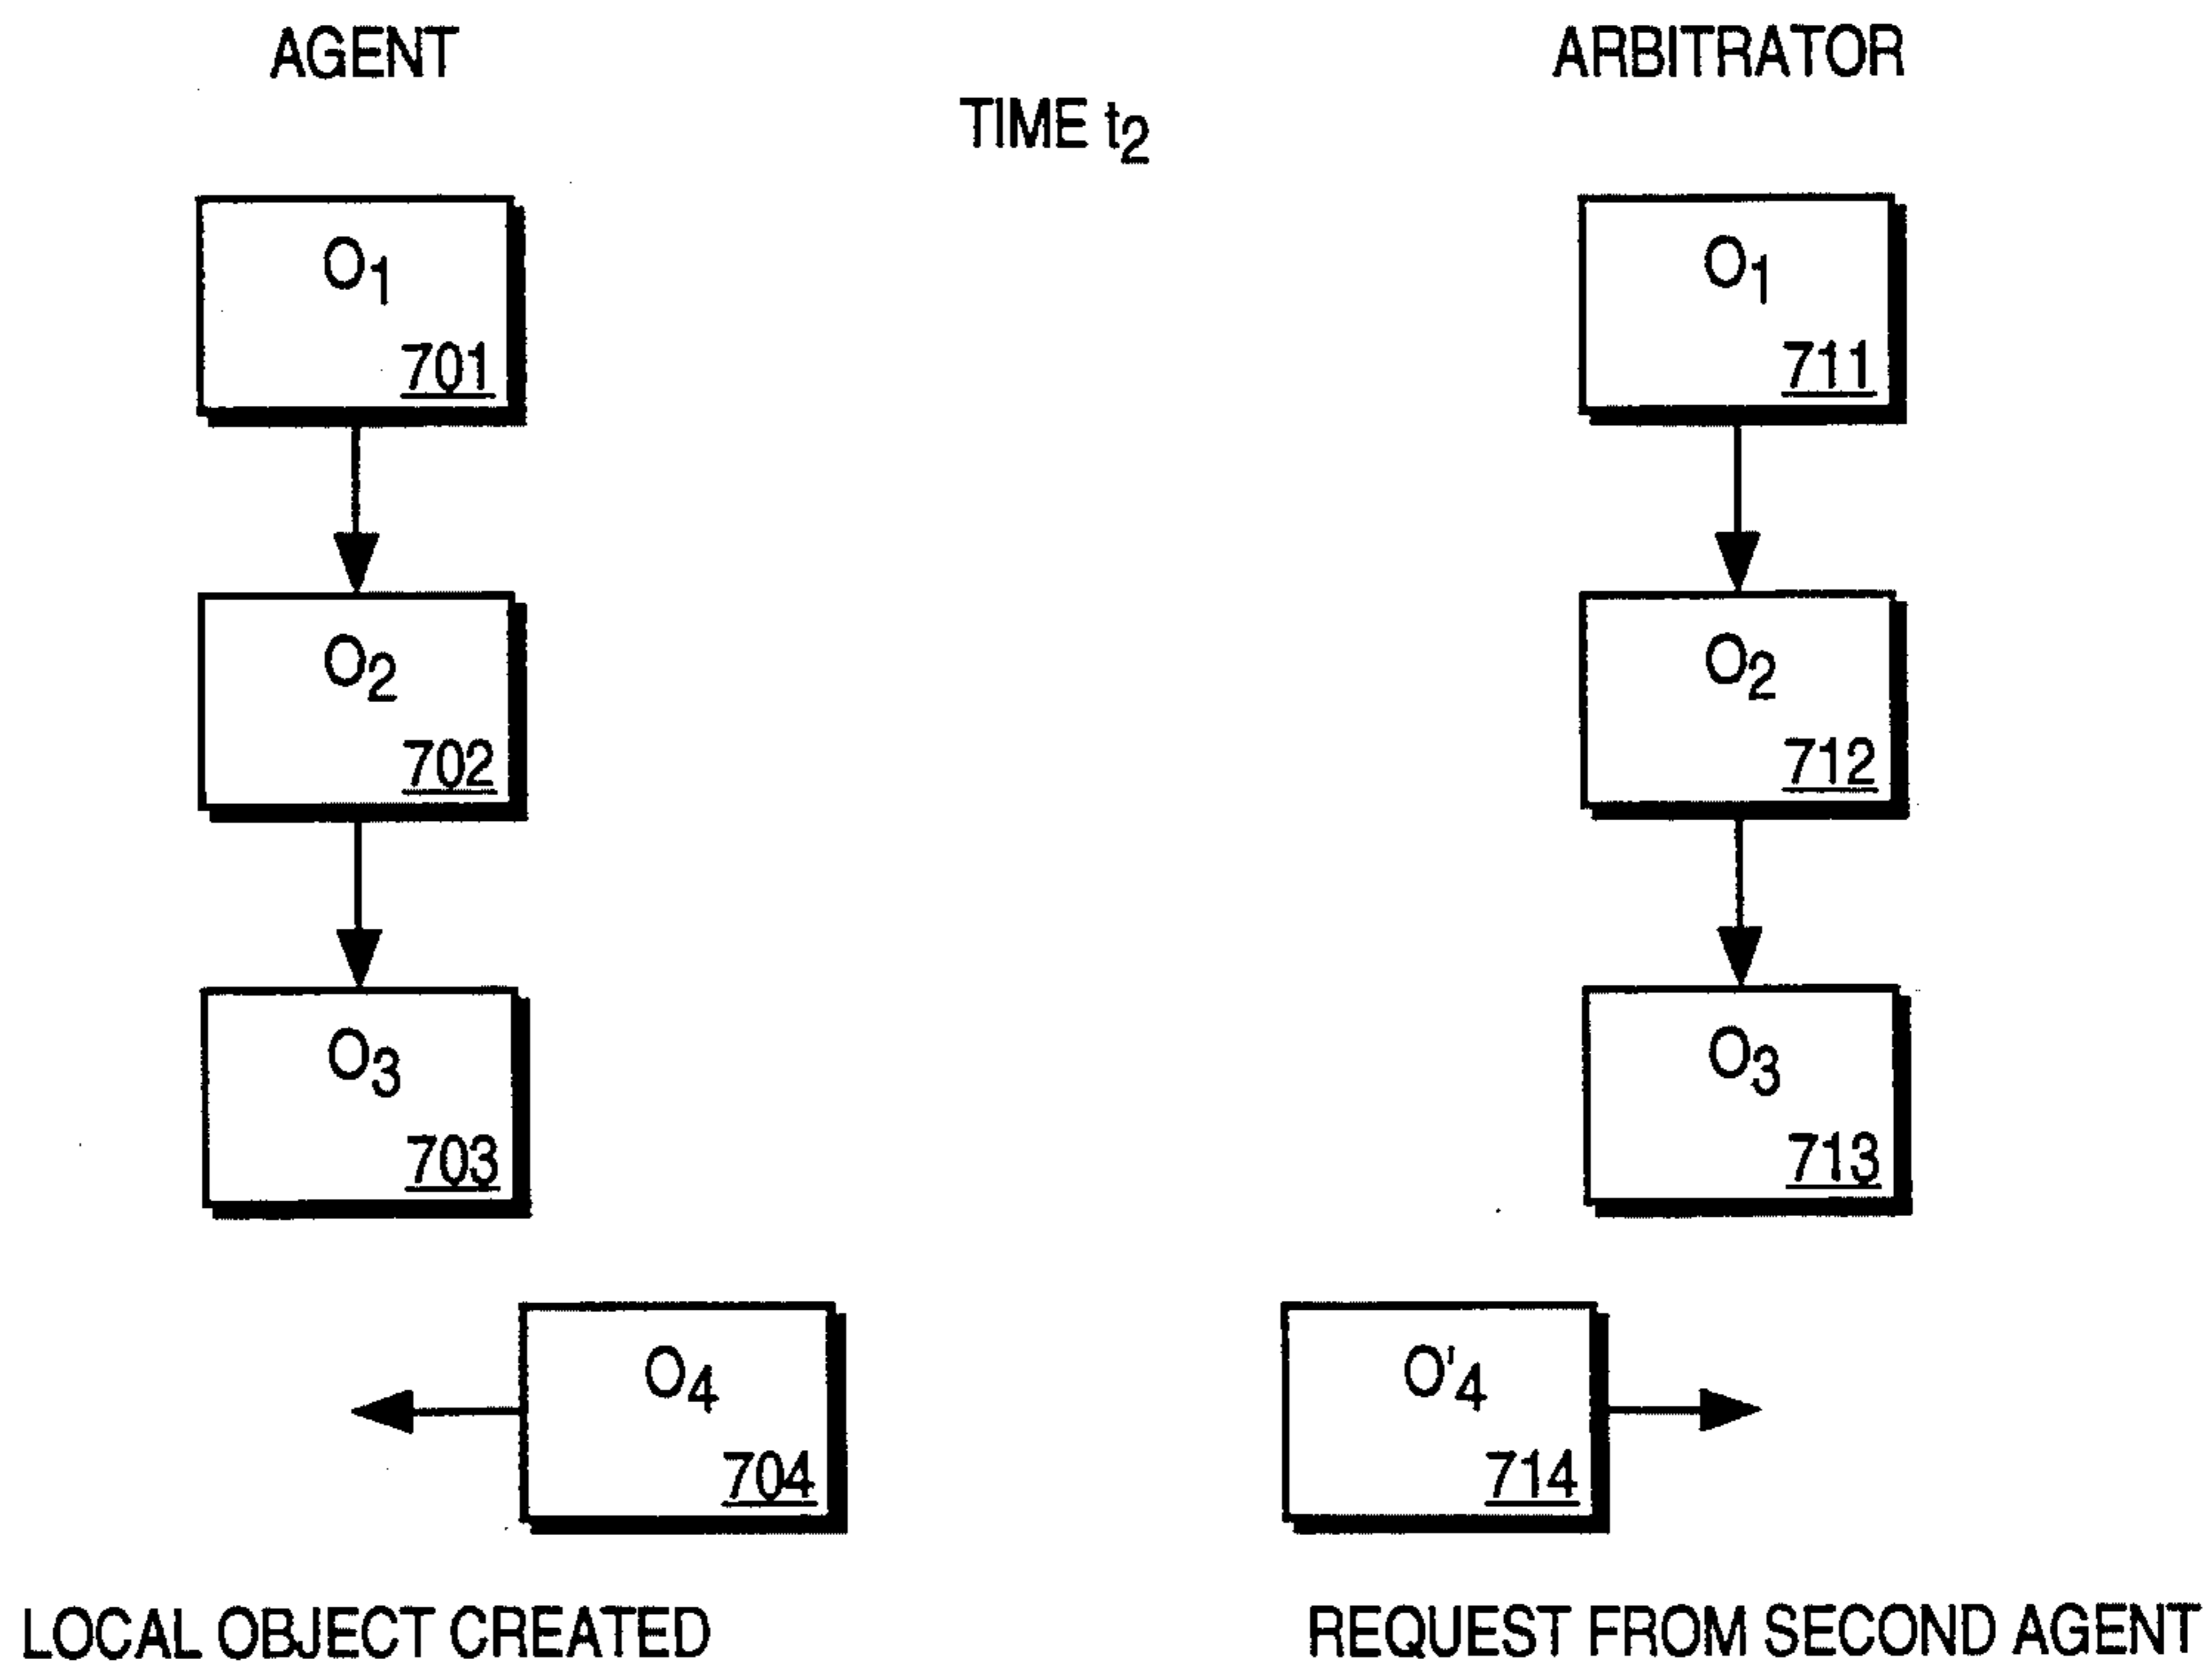 AGENT
ARBITRATOR
TIME t2
O1
701
O1
711
O2
702
O2
712
O3
703
O3
713
O4
704
O'4
714
LOCAL OBJECT CREATED
REQUEST FROM SECOND AGENT